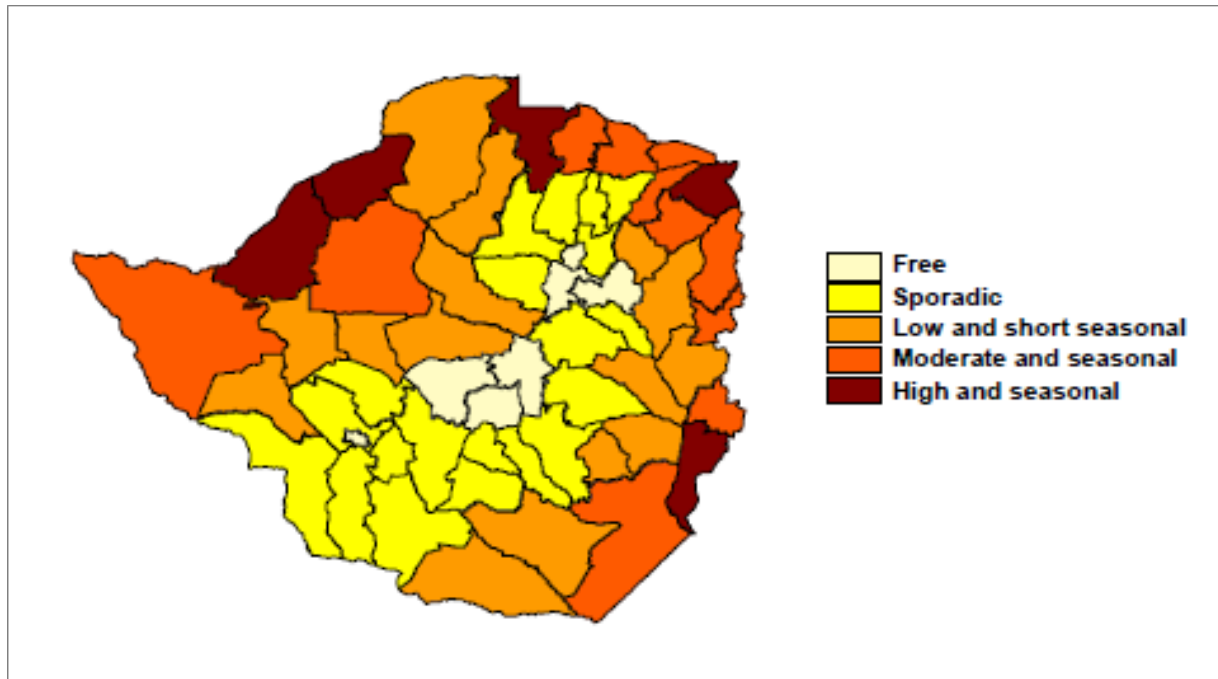 Free
Sporadic
Low and short seasonal
Moderate and seasonal
High and seasonal